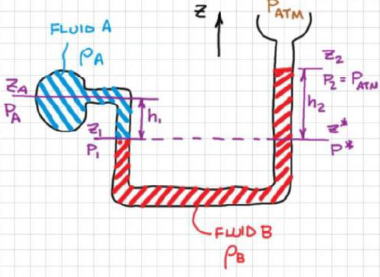 FLUID A
ρA
Z
PATM
ZA
PA
h₁
Z₁
P₁
Z₂
P₂ = PATM
h₂
Z*
P*
FLUID B
ρB